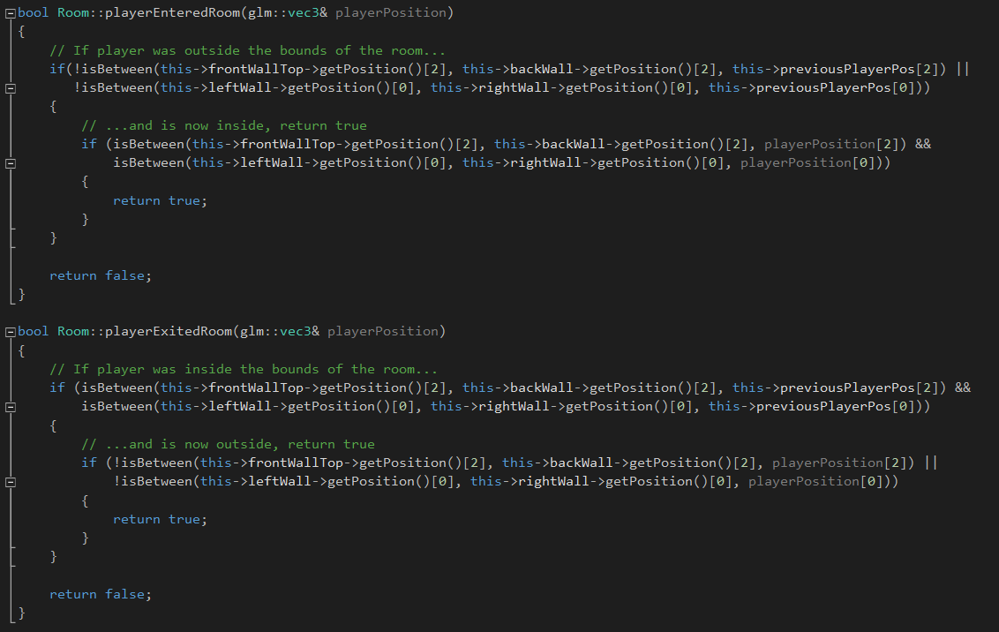 bool Room::playerEnteredRoom(glm::vec3& playerPosition)
{
    // If player was outside the bounds of the room...
    if(!isBetween(this->frontWallTop->getPosition()[2], this->backWall->getPosition()[2], this->previousPlayerPos[2]) ||
       !isBetween(this->leftWall->getPosition()[0], this->rightWall->getPosition()[0], this->previousPlayerPos[0]))
    {
        // ...and is now inside, return true
        if (isBetween(this->frontWallTop->getPosition()[2], this->backWall->getPosition()[2], playerPosition[2]) &&
            isBetween(this->leftWall->getPosition()[0], this->rightWall->getPosition()[0], playerPosition[0]))
        {
            return true;
        }
    }

    return false;
}

bool Room::playerExitedRoom(glm::vec3& playerPosition)
{
    // If player was inside the bounds of the room...
    if (isBetween(this->frontWallTop->getPosition()[2], this->backWall->getPosition()[2], this->previousPlayerPos[2]) &&
        isBetween(this->leftWall->getPosition()[0], this->rightWall->getPosition()[0], this->previousPlayerPos[0]))
    {
        // ...and is now outside, return true
        if (!isBetween(this->frontWallTop->getPosition()[2], this->backWall->getPosition()[2], playerPosition[2]) ||
            !isBetween(this->leftWall->getPosition()[0], this->rightWall->getPosition()[0], playerPosition[0]))
        {
            return true;
        }
    }

    return false;
}